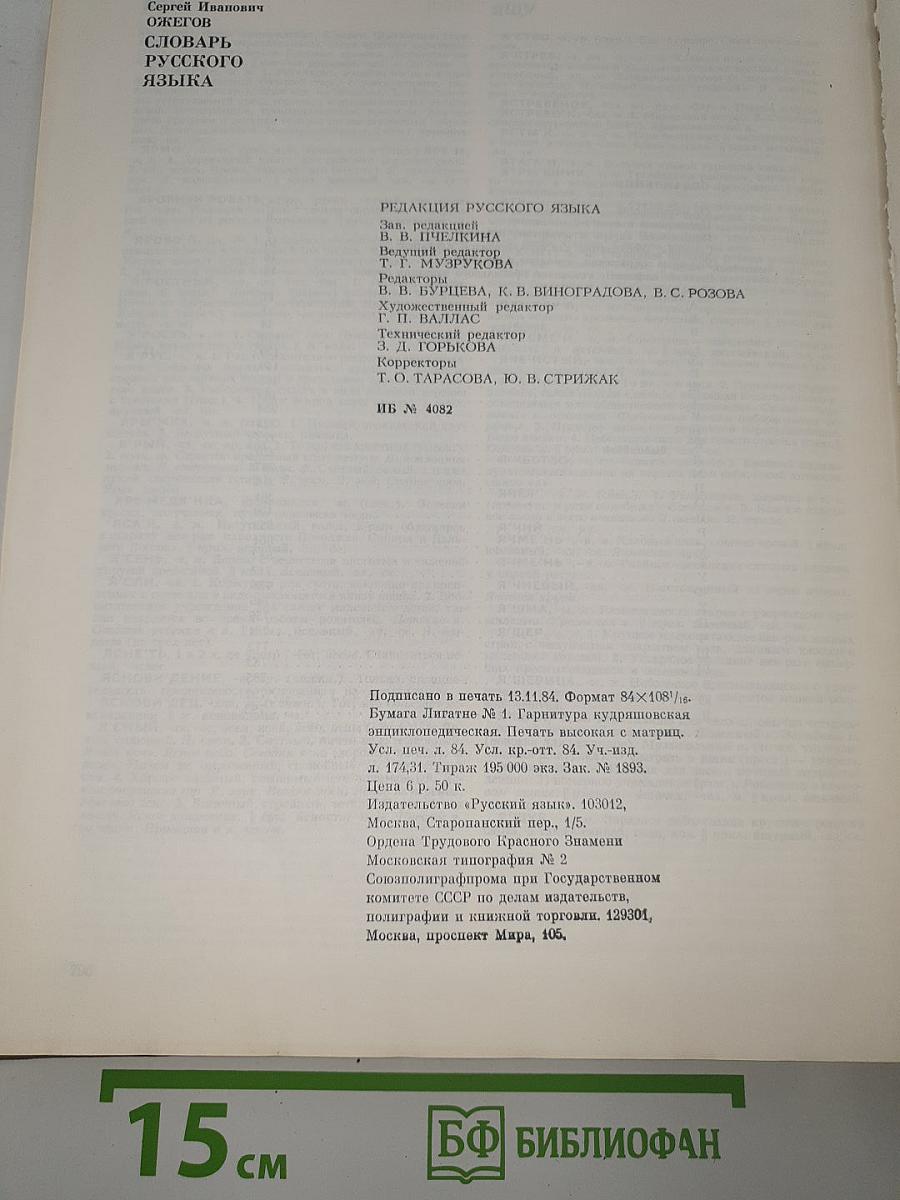 Сергей Иванович
ОЖЕГОВ
СЛОВАРЬ
РУССКОГО
ЯЗЫКА
РЕДАКЦИЯ РУССКОГО ЯЗЫКА
Зав. редакцией
В. В. ПЧЕЛКИНА
Ведущий редактор
Т. Г. МУЗРУКОВА
Редакторы
В. В. БУРЦЕВА, К. В. ВИНОГРАДОВА, В. С. РОЗОВА
Художественный редактор
Г. П. ВАЛЛАС
Технический редактор
З. Д. ГОРЬКОВА
Корректоры
Т. О. ТАРАСОВА, Ю. В. СТРИЖАК
ИБ № 4082
Подписано в печать 13.11.84. Формат 84×108¹/₁₆.
Бумага Лигатне № 1. Гарнитура кудряшовская
энциклопедическая. Печать высокая с матриц.
Усл. печ. л. 84. Усл. кр.-отт. 84. Уч.-изд.
л. 174,31. Тираж 195 000 экз. Зак. № 1893.
Цена 6 р. 50 к.
Издательство «Русский язык». 103012,
Москва, Старопанский пер., 1/5.
Ордена Трудового Красного Знамени
Московская типография № 2
Союзполиграфпрома при Государственном
комитете СССР по делам издательств,
полиграфии и книжной торговли. 129301,
Москва, проспект Мира, 105.
15 см
БФ БИБЛИОФАН